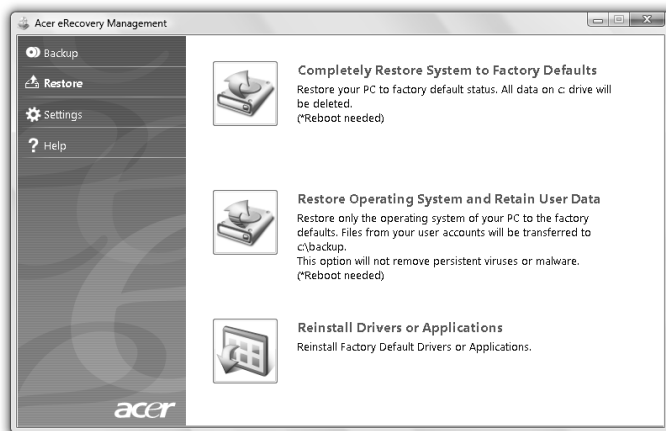 Acer eRecovery Management
Backup
Restore
Settings
Help
Completely Restore System to Factory Defaults
Restore your PC to factory default status. All data on c: drive will
be deleted.
(*Reboot needed)
Restore Operating System and Retain User Data
Restore only the operating system of your PC to the factory
defaults. Files from your user accounts will be transferred to
c:\backup.
This option will not remove persistent viruses or malware.
(*Reboot needed)
Reinstall Drivers or Applications
Reinstall Factory Default Drivers or Applications.
acer